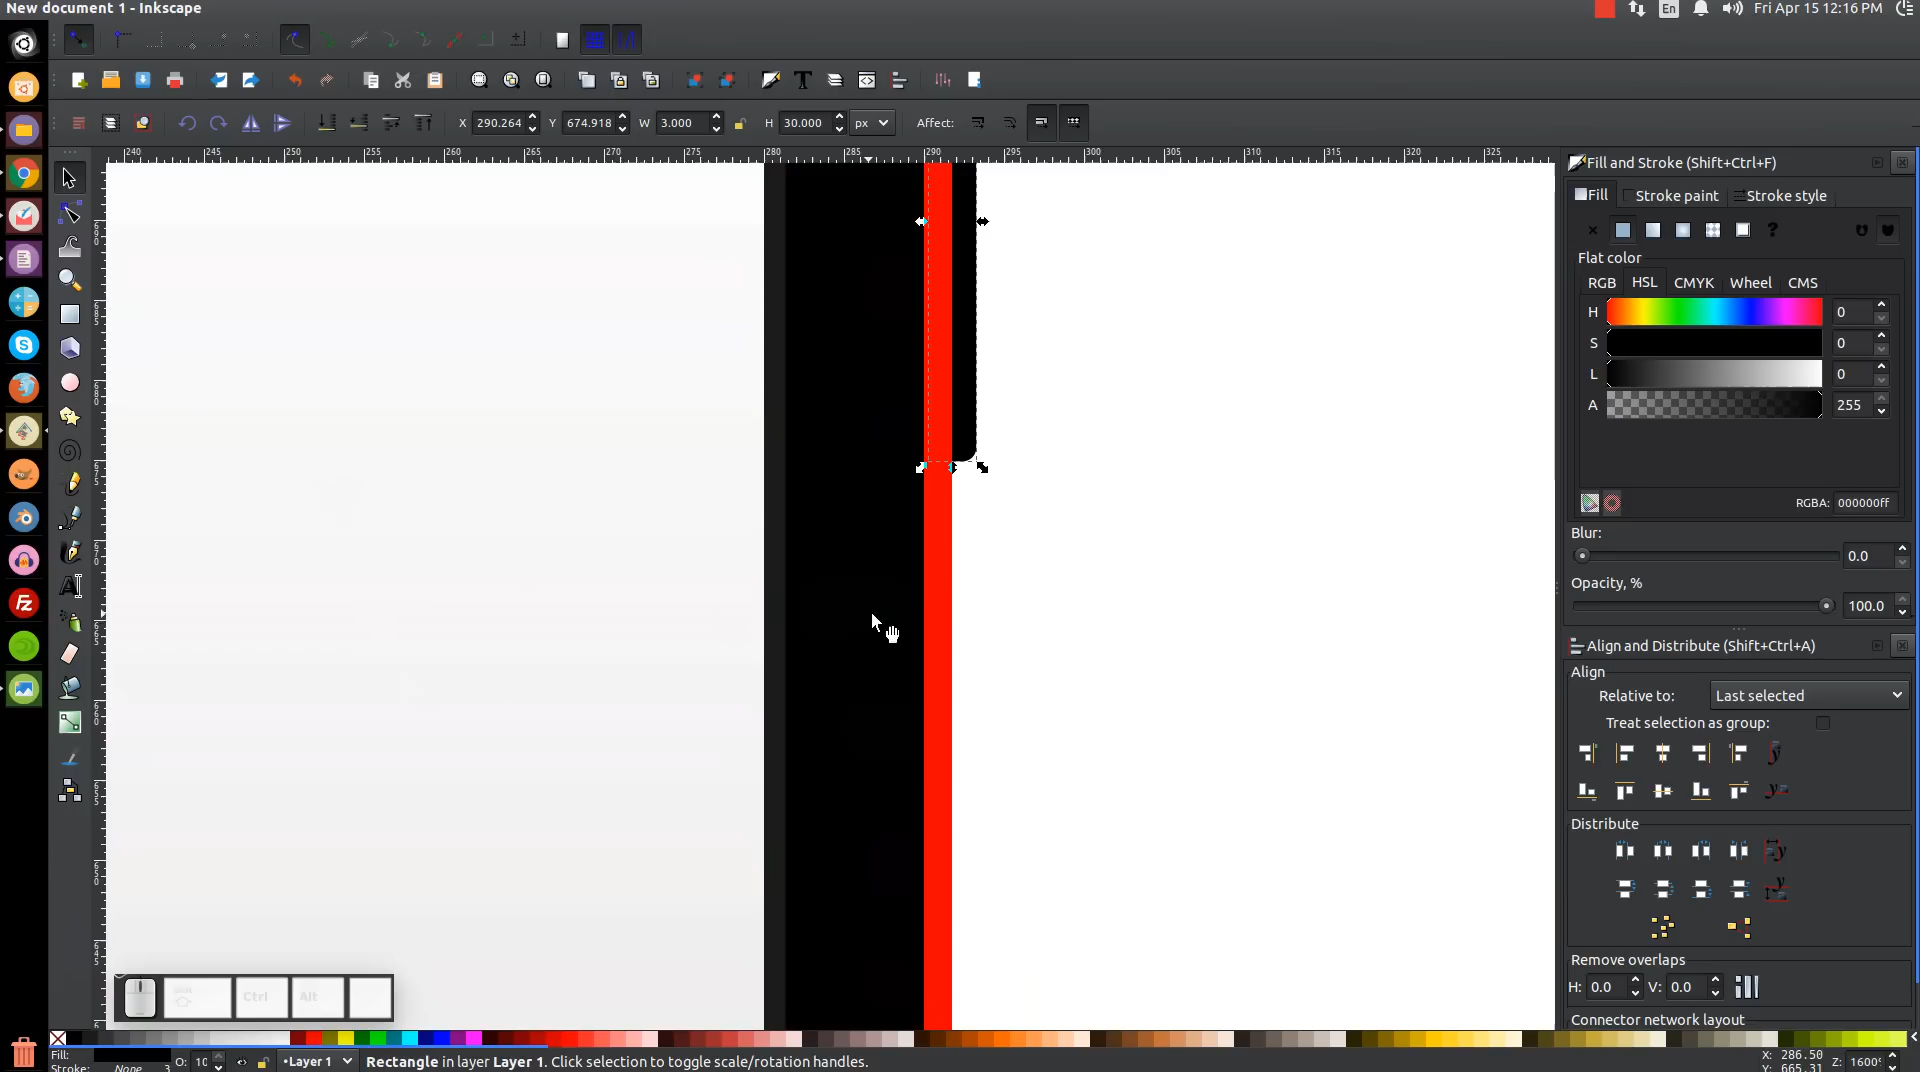 New document 1 - Inkscape
En
Fri Apr 15 12:16 PM
X 290.264 Y 674.918 W 3.000 H 30.000 px Affect:
240 245 250 255 260 265 270 275 280 285 290 295 300 305 310 315 320 325
Fill and Stroke (Shift+Ctrl+F)
Fill Stroke paint Stroke style
Flat color
RGB HSL CMYK Wheel CMS
H 0
S 0
L 0
A 255
RGBA: 000000ff
Blur:
0.0
Opacity, %
100.0
Align and Distribute (Shift+Ctrl+A)
Align
Relative to: Last selected
Treat selection as group:
Distribute
Remove overlaps
H: 0.0 V: 0.0
Connector network layout
Ctrl Alt
Fill:
Stroke: None 3
O: 10
•Layer 1
Rectangle in layer Layer 1. Click selection to toggle scale/rotation handles.
X: 286.50
Y: 665.31
Z: 1600%